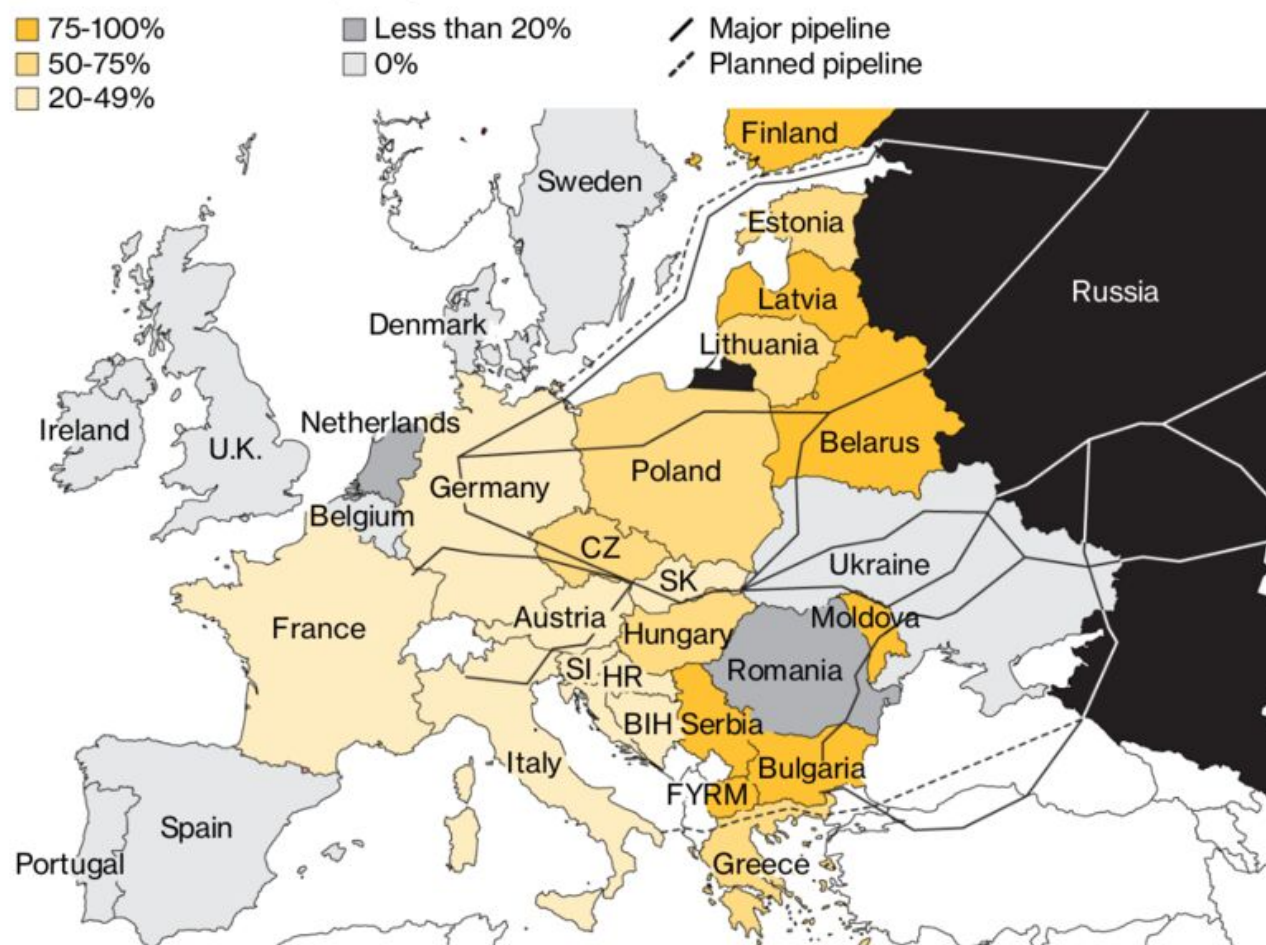 75-100%
50-75%
20-49%
Less than 20%
0%
Major pipeline
Planned pipeline
Finland
Sweden
Estonia
Russia
Latvia
Denmark
Lithuania
Netherlands
Ireland
U.K.
Belarus
Poland
Germany
Belgium
CZ
Ukraine
SK
Austria
Moldova
France
Hungary
Romania
SI
HR
BIH
Serbia
Italy
Bulgaria
FYRM
Spain
Portugal
Greece